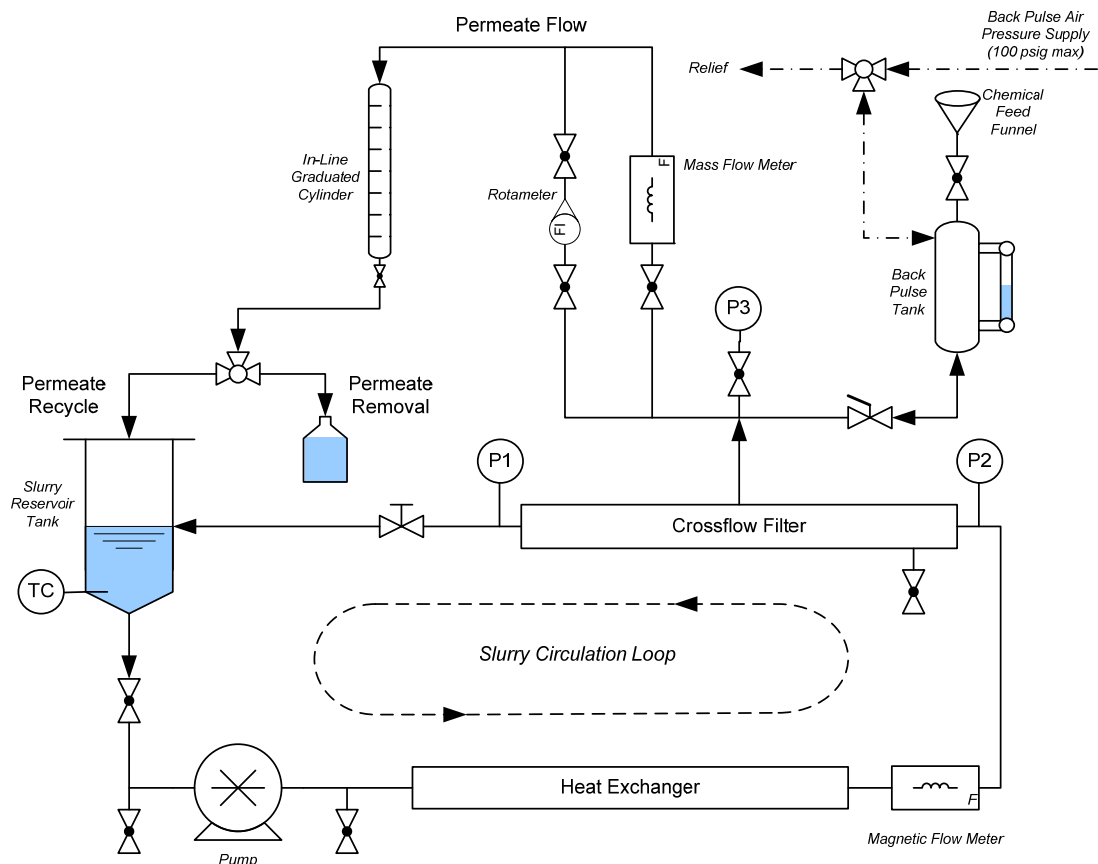 Permeate Flow
Back Pulse Air
Pressure Supply
(100 psig max)
Relief
Chemical
Feed
Funnel
In-Line
Graduated
Cylinder
Rotameter
FI
F
Mass Flow Meter
Back
Pulse
Tank
P3
Permeate
Recycle
Permeate
Removal
Slurry
Reservoir
Tank
P1
P2
Crossflow Filter
TC
Slurry Circulation Loop
Heat Exchanger
F
Magnetic Flow Meter
Pump